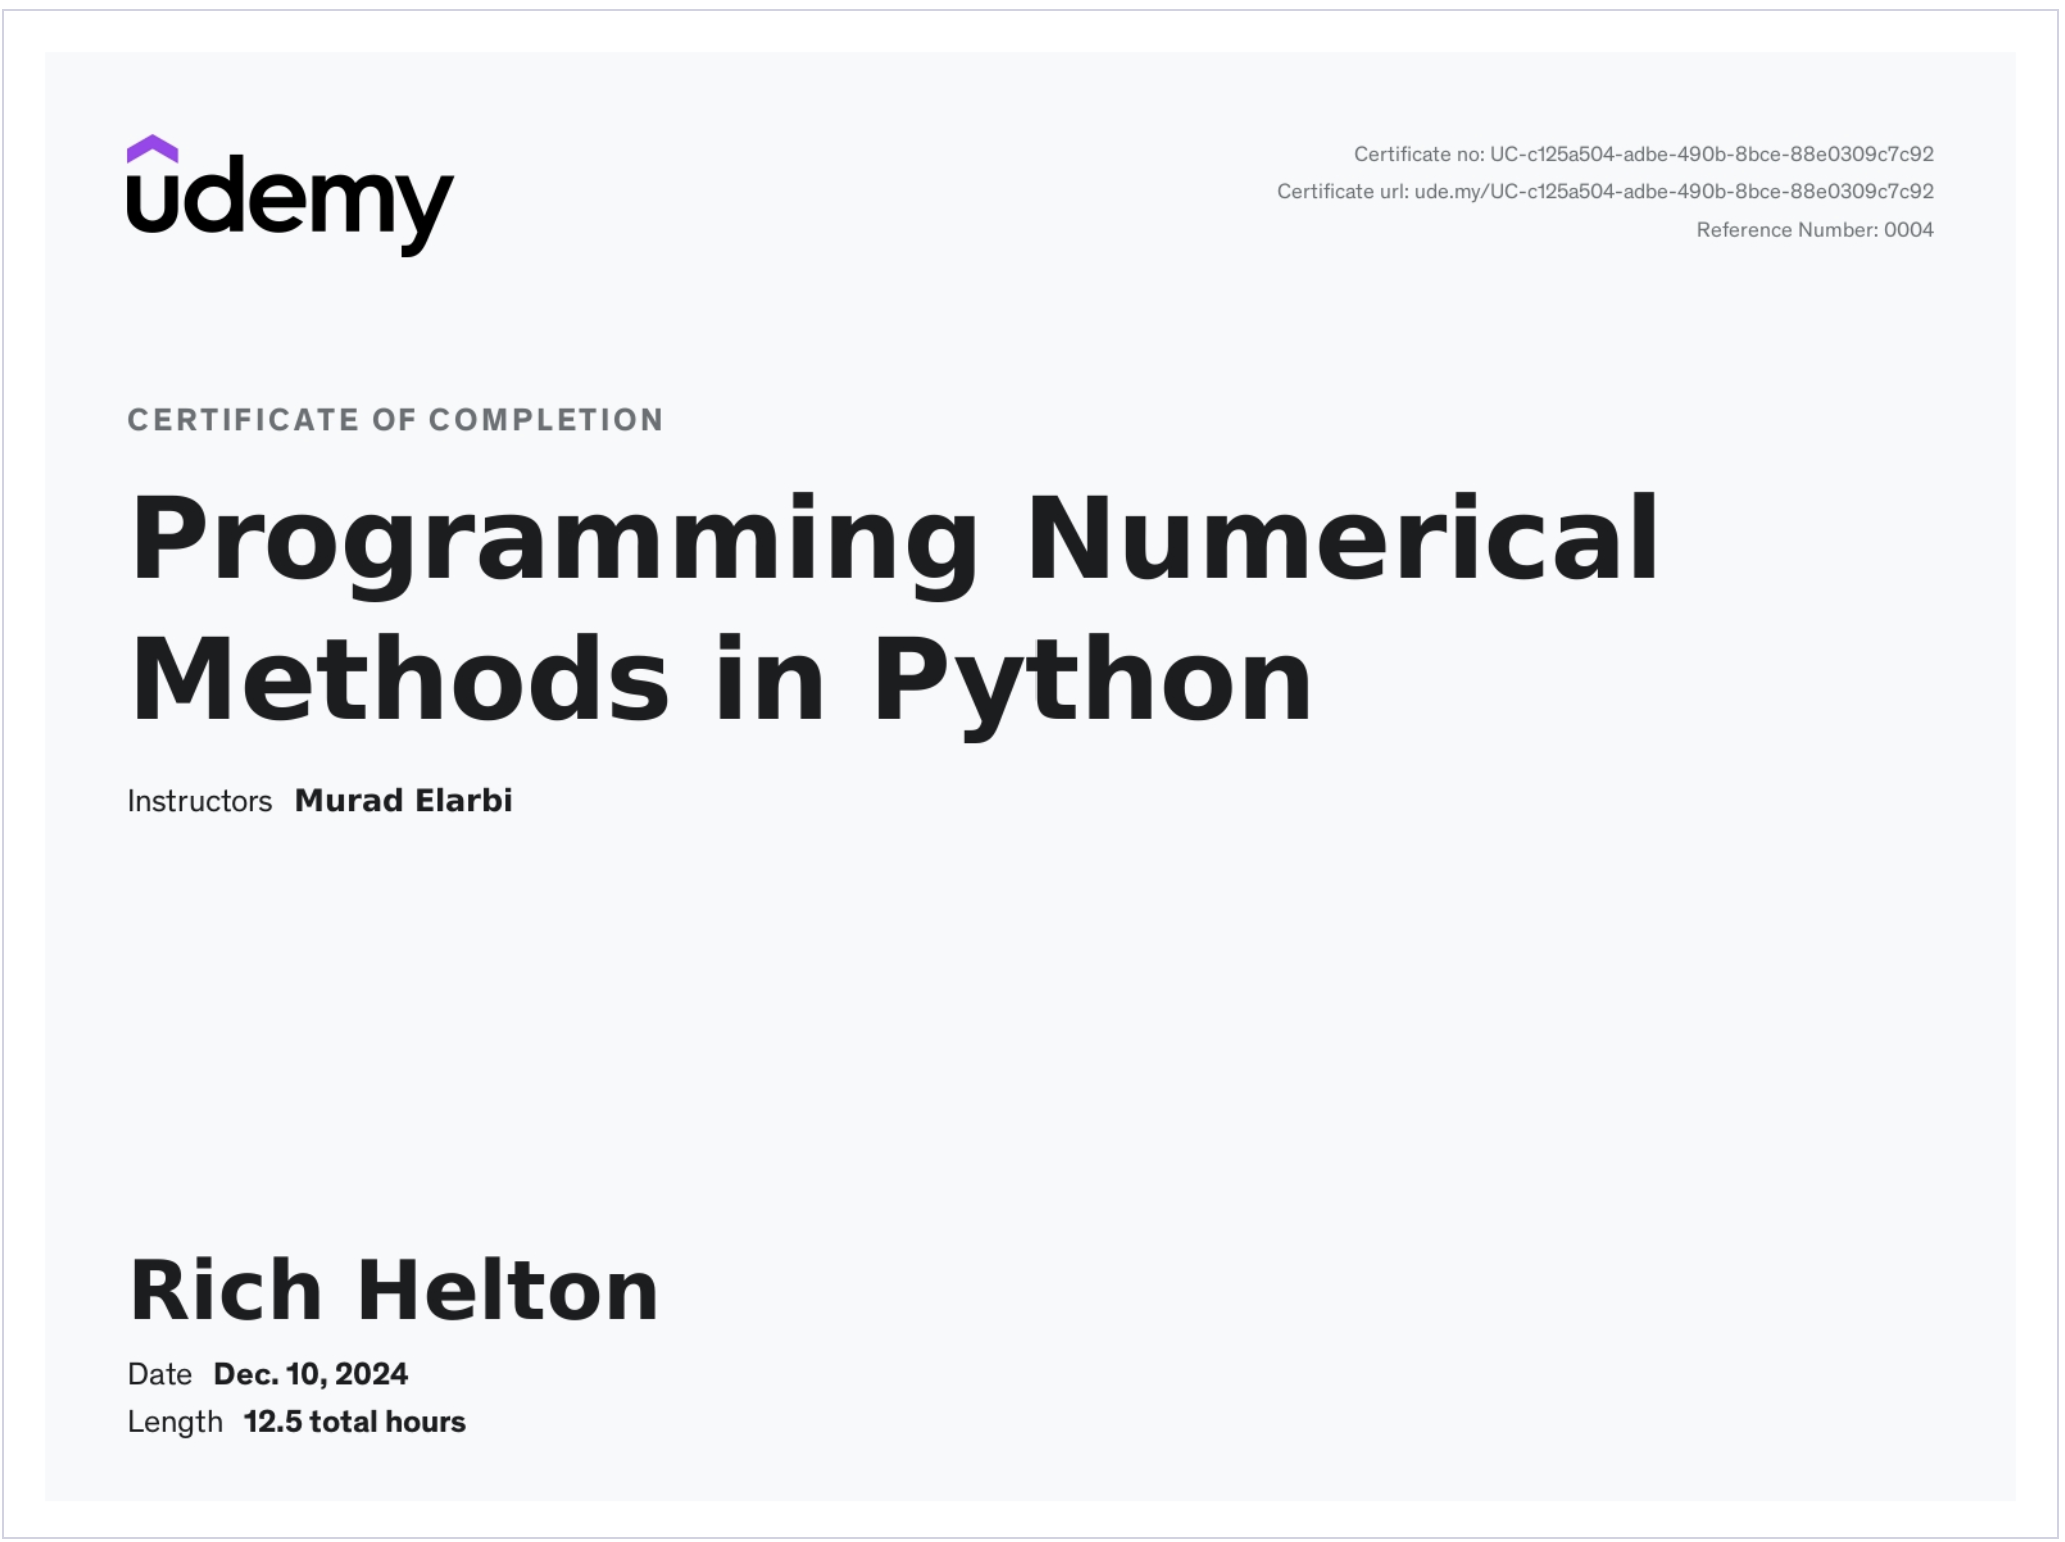 udemy
Certificate no: UC-c125a504-adbe-490b-8bce-88e0309c7c92
Certificate url: ude.my/UC-c125a504-adbe-490b-8bce-88e0309c7c92
Reference Number: 0004
CERTIFICATE OF COMPLETION
Programming Numerical
Methods in Python
Instructors Murad Elarbi
Rich Helton
Date Dec. 10, 2024
Length 12.5 total hours